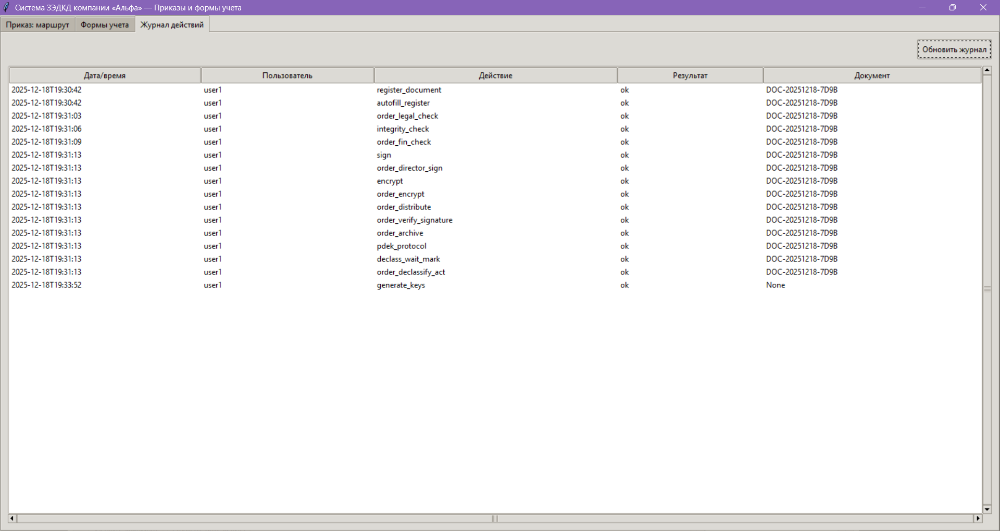 Система ЗЭДКД компании «Альфа» — Приказы и формы учета
Приказ: маршрут Формы учета Журнал действий
Обновить журнал
Дата/время Пользователь Действие Результат Документ
2025-12-18T19:30:42 user1 register_document ok DOC-20251218-7D9B
2025-12-18T19:30:42 user1 autofill_register ok DOC-20251218-7D9B
2025-12-18T19:31:03 user1 order_legal_check ok DOC-20251218-7D9B
2025-12-18T19:31:06 user1 integrity_check ok DOC-20251218-7D9B
2025-12-18T19:31:09 user1 order_fin_check ok DOC-20251218-7D9B
2025-12-18T19:31:13 user1 sign ok DOC-20251218-7D9B
2025-12-18T19:31:13 user1 order_director_sign ok DOC-20251218-7D9B
2025-12-18T19:31:13 user1 encrypt ok DOC-20251218-7D9B
2025-12-18T19:31:13 user1 order_encrypt ok DOC-20251218-7D9B
2025-12-18T19:31:13 user1 order_distribute ok DOC-20251218-7D9B
2025-12-18T19:31:13 user1 order_verify_signature ok DOC-20251218-7D9B
2025-12-18T19:31:13 user1 order_archive ok DOC-20251218-7D9B
2025-12-18T19:31:13 user1 pdek_protocol ok DOC-20251218-7D9B
2025-12-18T19:31:13 user1 declass_wait_mark ok DOC-20251218-7D9B
2025-12-18T19:31:13 user1 order_declassify_act ok DOC-20251218-7D9B
2025-12-18T19:33:52 user1 generate_keys ok None